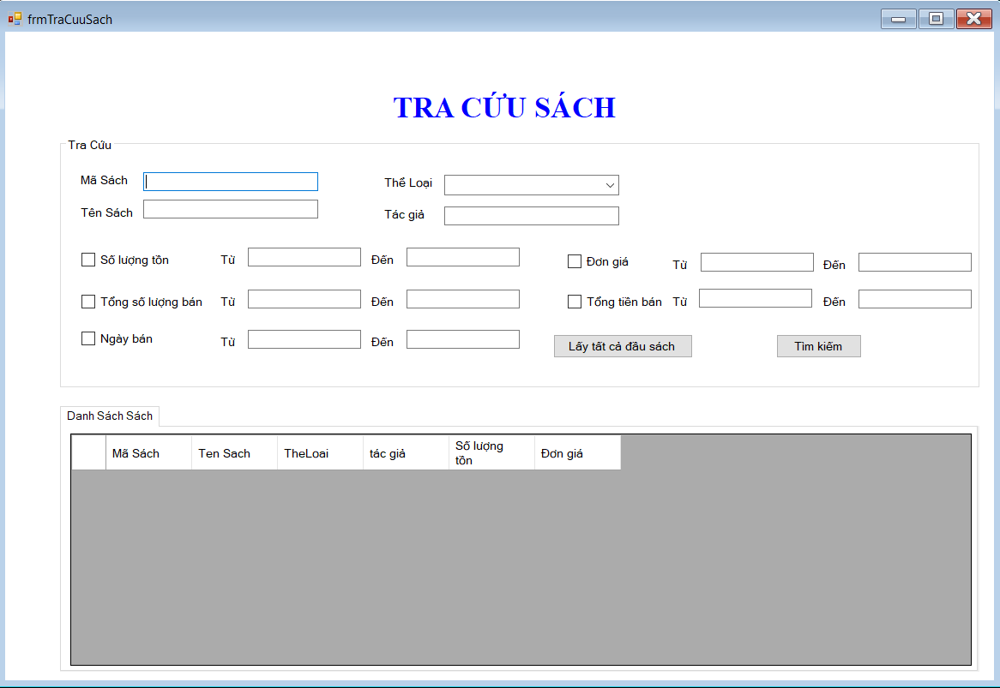 frmTraCuuSach
TRA CỨU SÁCH
Tra Cứu
Mã Sách
Thể Loại
Tên Sách
Tác giả
Số lượng tồn Từ Đến
Đơn giá Từ Đến
Tổng số lượng bán Từ Đến
Tổng tiền bán Từ Đến
Ngày bán Từ Đến
Lấy tất cả đầu sách
Tìm kiếm
Danh Sách Sách
Mã Sách
Ten Sach
TheLoai
tác giả
Số lượng
tồn
Đơn giá